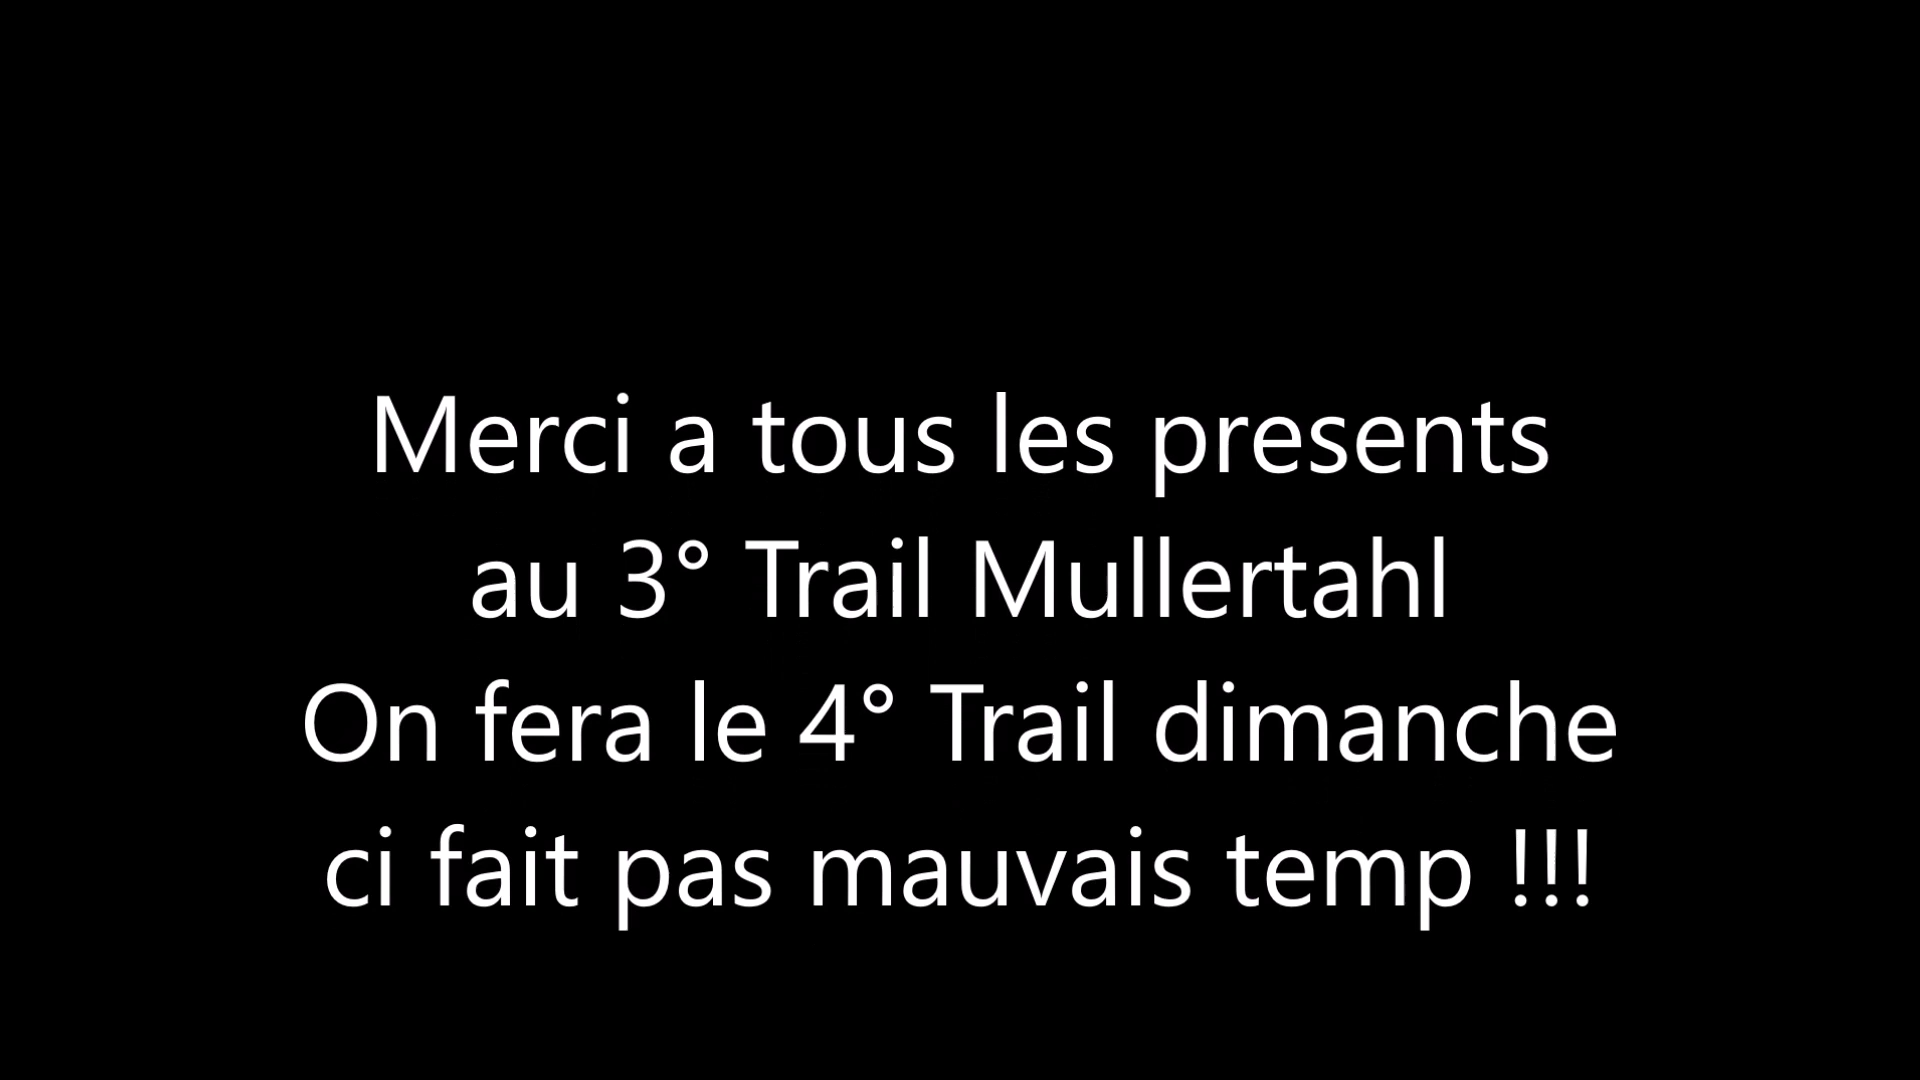 Merci a tous les presents
au 3° Trail Mullertahl
On fera le 4° Trail dimanche
ci fait pas mauvais temp !!!